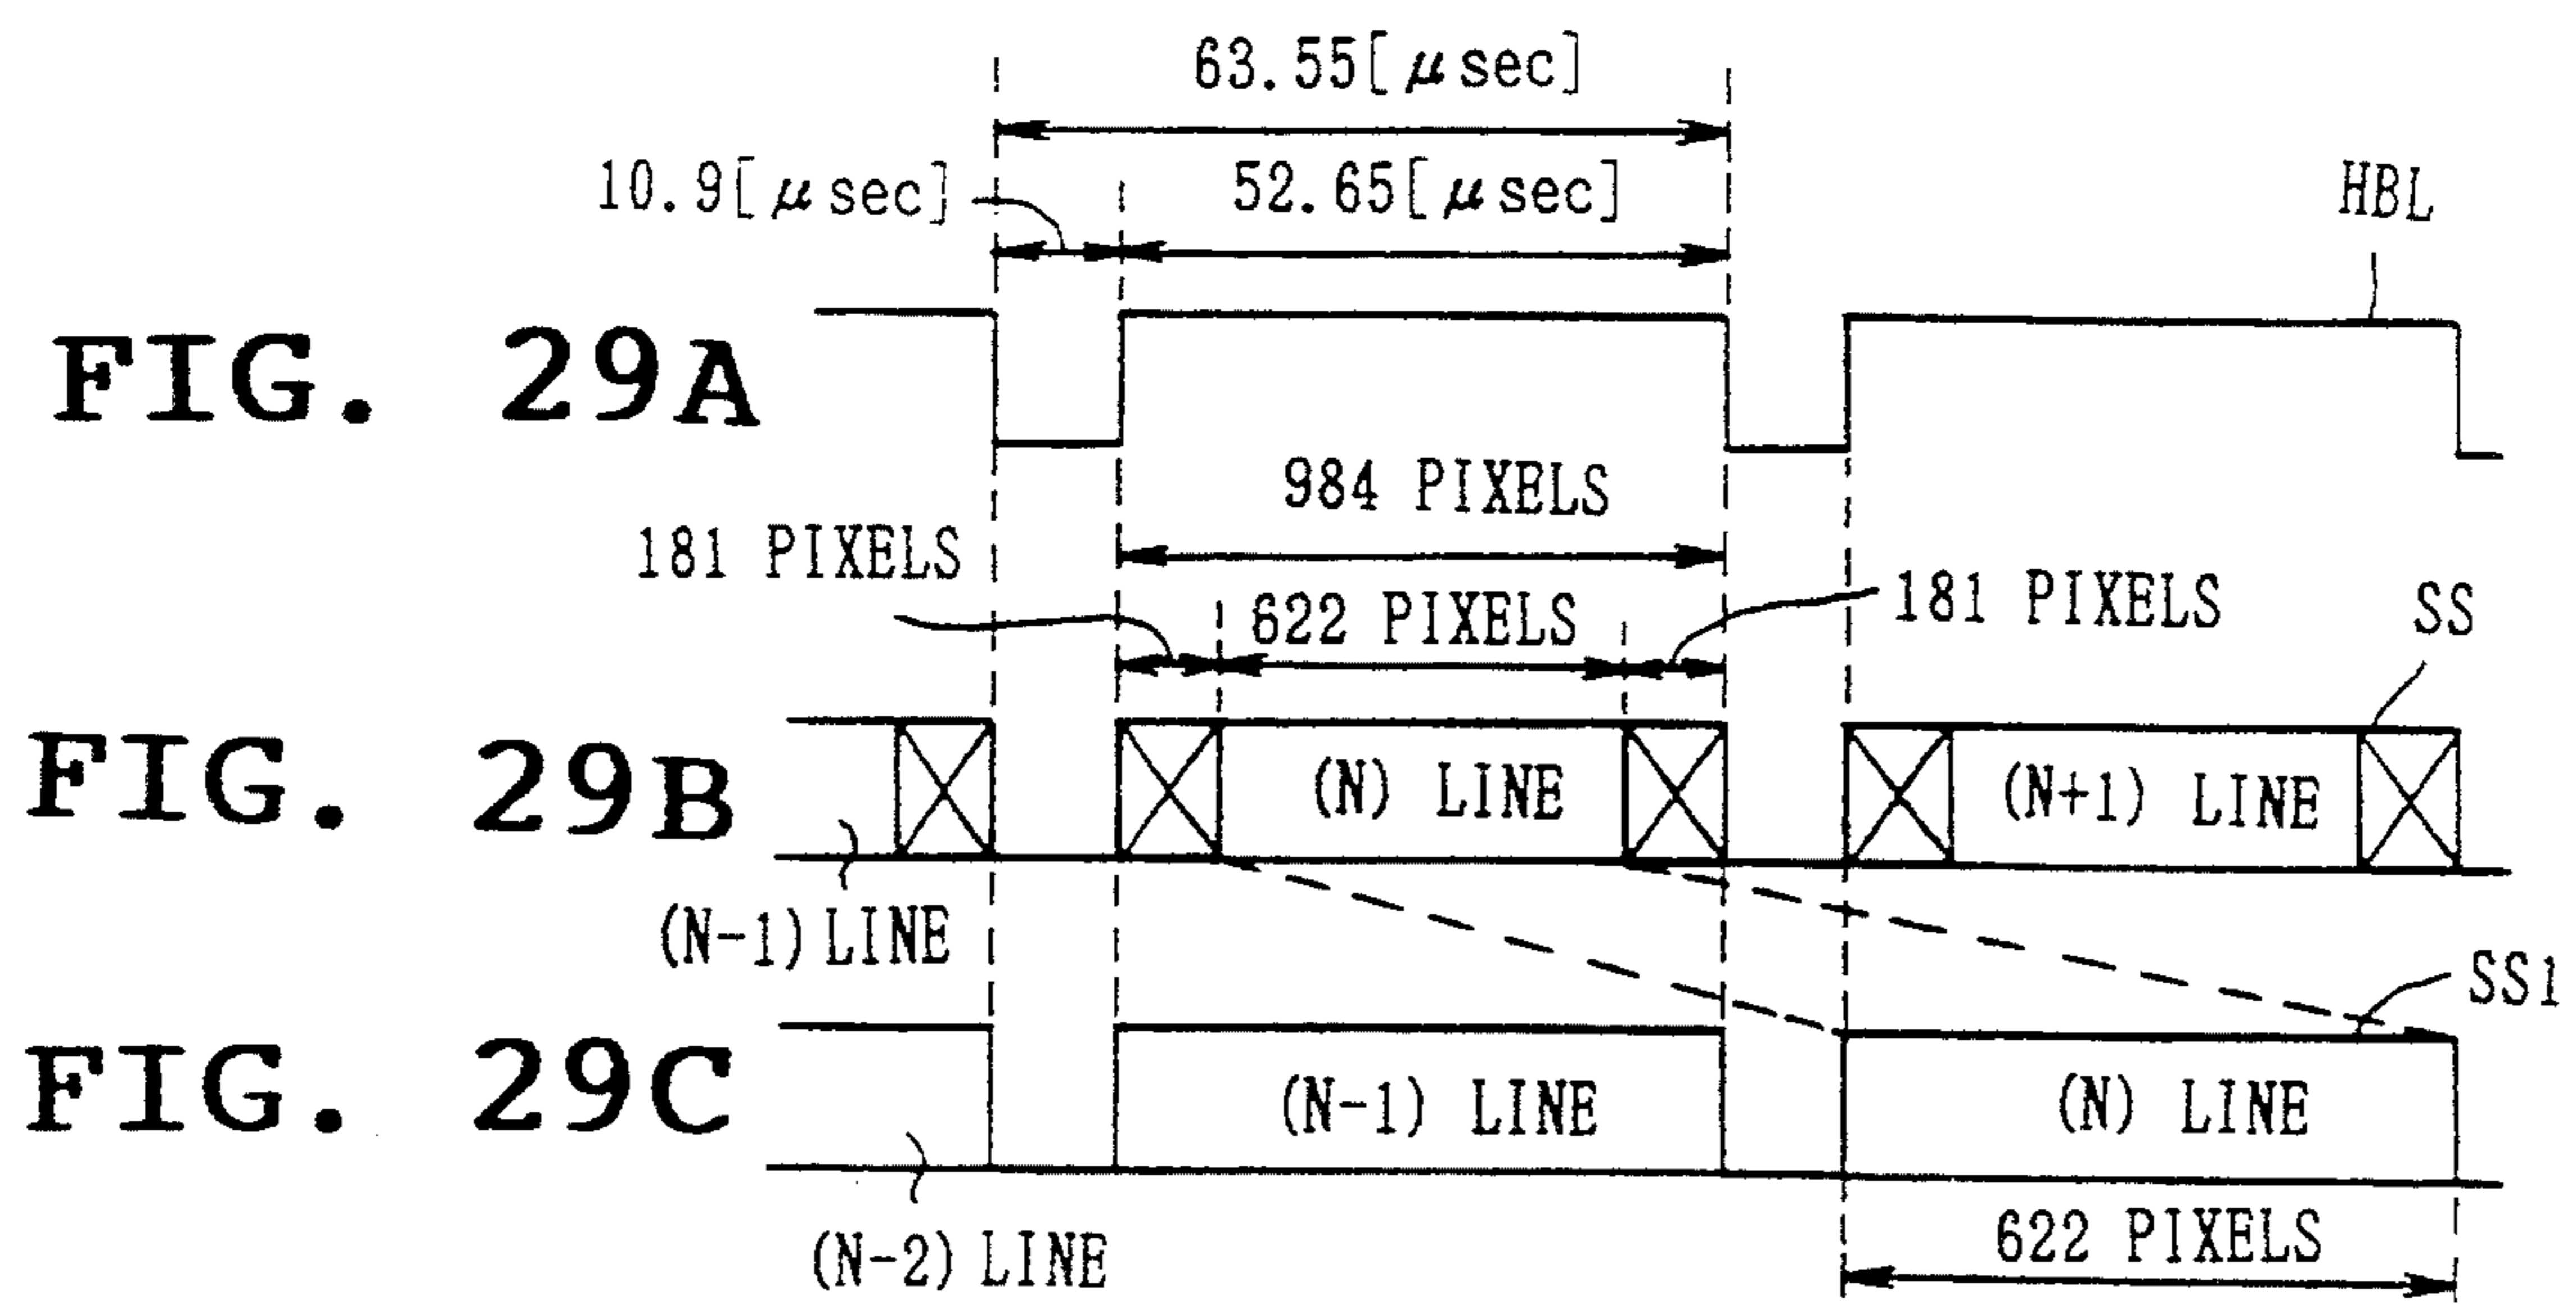 63.55[μsec]
10.9[μsec]
52.65[μsec]
HBL
FIG. 29A
984 PIXELS
181 PIXELS
622 PIXELS
181 PIXELS
SS
FIG. 29B
(N) LINE
(N+1) LINE
(N-1) LINE
SS1
FIG. 29C
(N-1) LINE
(N) LINE
(N-2) LINE
622 PIXELS